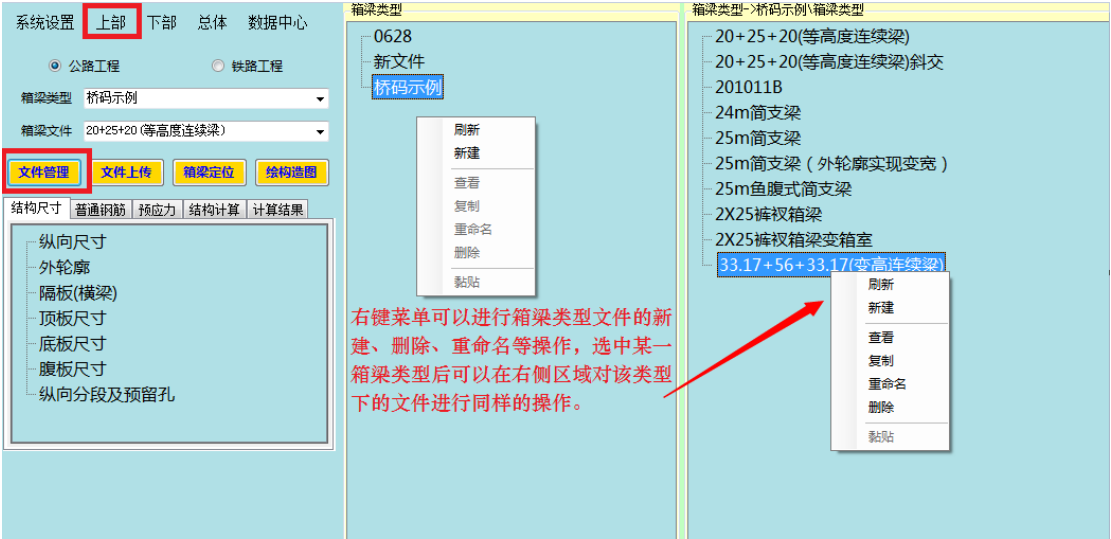 系统设置 上部 下部 总体 数据中心
公路工程 铁路工程
箱梁类型 桥码示例
箱梁文件 20+25+20(等高度连续梁)
文件管理 文件上传 箱梁定位 绘构造图
结构尺寸 普通钢筋 预应力 结构计算 计算结果
纵向尺寸
外轮廓
隔板(横梁)
顶板尺寸
底板尺寸
腹板尺寸
纵向分段及预留孔
箱梁类型
0628
新文件
桥码示例
刷新
新建
查看
复制
重命名
删除
黏贴
右键菜单可以进行箱梁类型文件的新
建、删除、重命名等操作，选中某一
箱梁类型后可以在右侧区域对该类型
下的文件进行同样的操作。
箱梁类型->桥码示例\箱梁类型
20+25+20(等高度连续梁)
20+25+20(等高度连续梁)斜交
201011B
24m简支梁
25m简支梁
25m简支梁（外轮廓实现变宽）
25m鱼腹式简支梁
2X25裤衩箱梁
2X25裤衩箱梁变箱室
33.17+56+33.17(变高连续梁)
刷新
新建
查看
复制
重命名
删除
黏贴